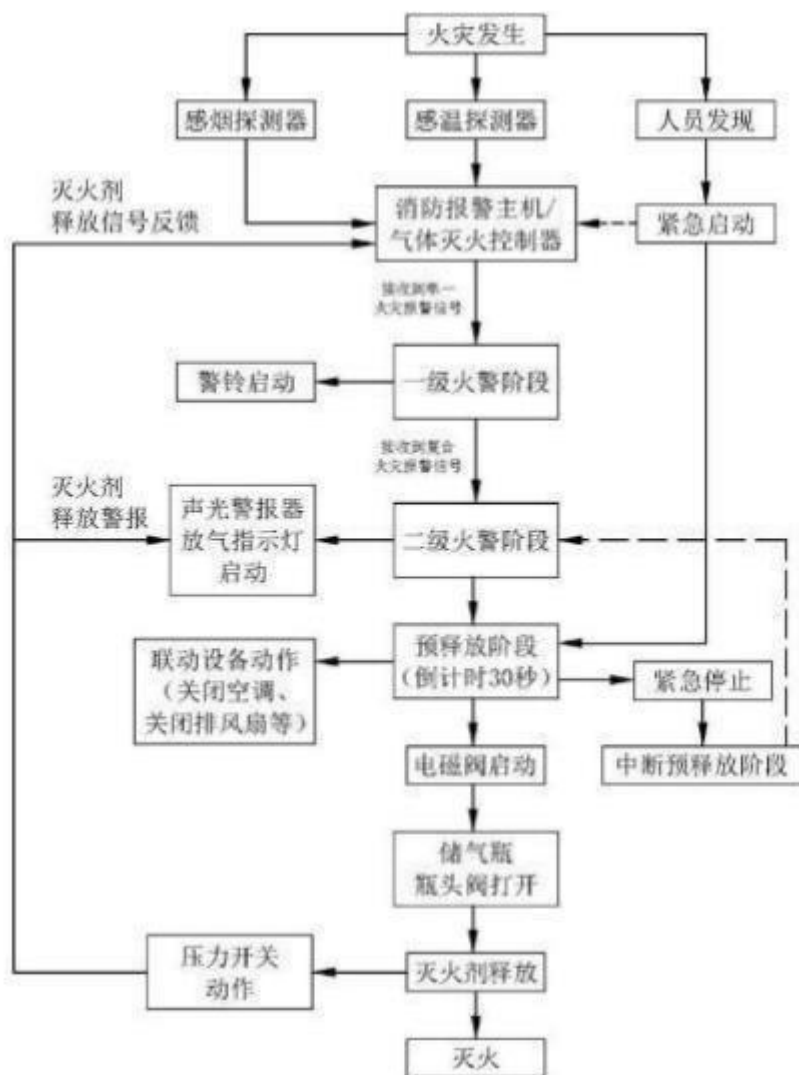 火灾发生
感烟探测器
感温探测器
人员发现
灭火剂
释放信号反馈
消防报警主机/
气体灭火控制器
紧急启动
接收到单一
火灾报警信号
警铃启动
一级火警阶段
接收到复合
火灾报警信号
灭火剂
释放警报
声光警报器
放气指示灯
启动
二级火警阶段
联动设备动作
（关闭空调、
关闭排风扇等）
预释放阶段
（倒计时30秒）
紧急停止
电磁阀启动
中断预释放阶段
储气瓶
瓶头阀打开
压力开关
动作
灭火剂释放
灭火